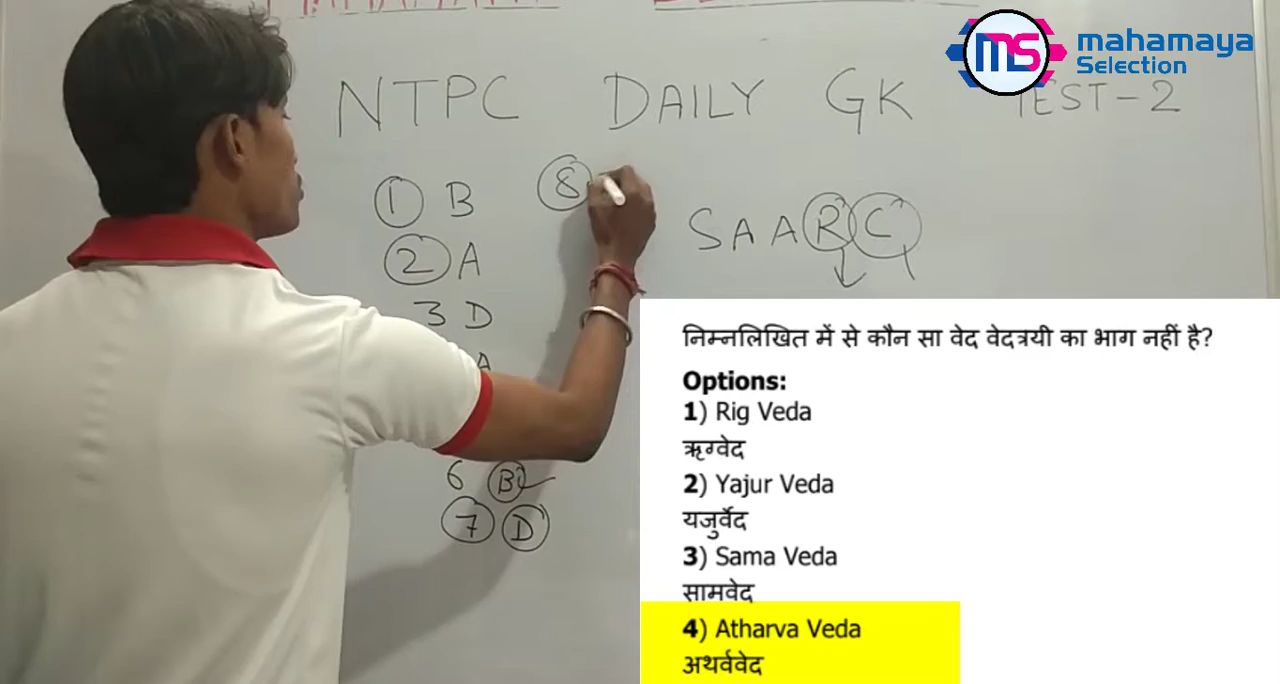 mahamaya
Selection
NTPC DAILY GK TEST-2
1 B
2 A
3 D
A
6 B
7 D
8
SAARC
निम्नलिखित में से कौन सा वेद वेदत्रयी का भाग नहीं है?
Options:
1) Rig Veda
ऋग्वेद
2) Yajur Veda
यजुर्वेद
3) Sama Veda
सामवेद
4) Atharva Veda
अथर्ववेद